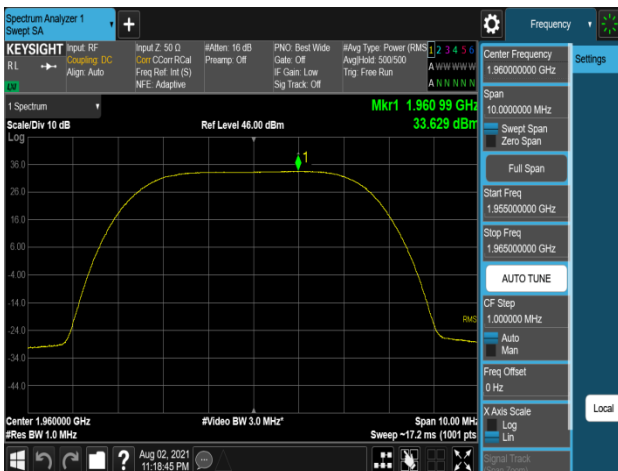 Spectrum Analyzer 1
Swept SA
+
Frequency
KEYSIGHT
RL
LU
Input: RF
Coupling: DC
Align: Auto
Input Z: 50 Ω
Corr CCorr RCal
Freq Ref: Int (S)
NFE: Adaptive
#Atten: 16 dB
Preamp: Off
PNO: Best Wide
Gate: Off
IF Gain: Low
Sig Track: Off
#Avg Type: Power (RMS
Avg|Hold: 500/500
Trig: Free Run
1 2 3 4 5 6
A W W W W W
A N N N N N
1 Spectrum
Scale/Div 10 dB
Ref Level 46.00 dBm
Mkr1 1.960 99 GHz
33.629 dBm
Log
1
36.0
26.0
16.0
6.00
-4.00
-14.0
-24.0
-34.0
-44.0
RMS
Center 1.960000 GHz
#Res BW 1.0 MHz
#Video BW 3.0 MHz*
Span 10.00 MHz
Sweep ~17.2 ms (1001 pts
Aug 02, 2021
11:18:45 PM
?
Center Frequency
1.960000000 GHz
Span
10.0000000 MHz
Swept Span
Zero Span
Full Span
Start Freq
1.955000000 GHz
Stop Freq
1.965000000 GHz
AUTO TUNE
CF Step
1.000000 MHz
Auto
Man
Freq Offset
0 Hz
X Axis Scale
Log
Lin
Signal Track
Settings
Local